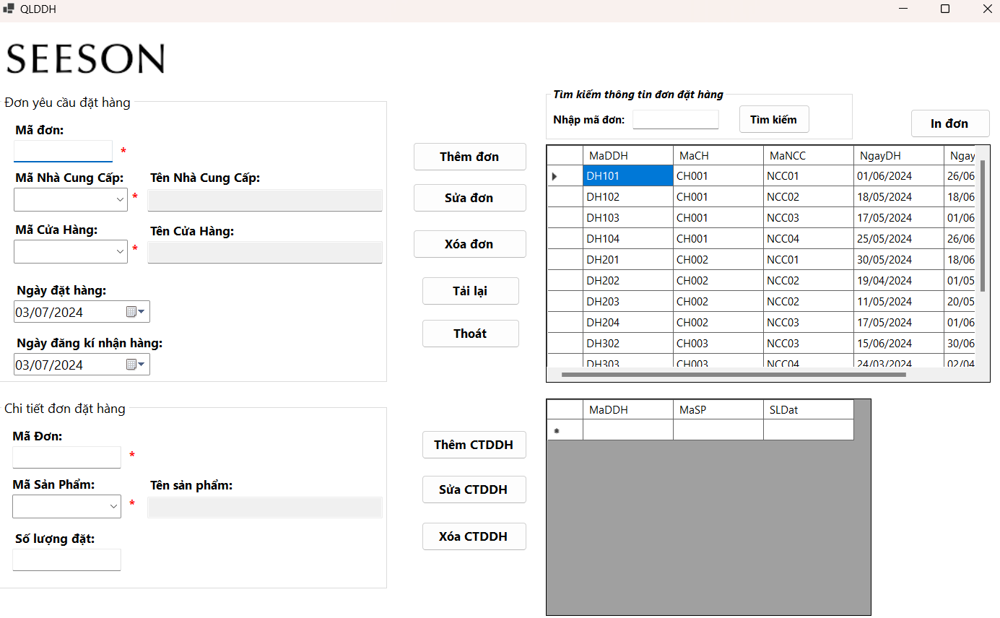 QLDDH
SEESON
Đơn yêu cầu đặt hàng
Mã đơn:
*
Mã Nhà Cung Cấp: Tên Nhà Cung Cấp:
*
Mã Cửa Hàng: Tên Cửa Hàng:
*
Ngày đặt hàng:
03/07/2024
Ngày đăng kí nhận hàng:
03/07/2024
Thêm đơn
Sửa đơn
Xóa đơn
Tải lại
Thoát
Tìm kiếm thông tin đơn đặt hàng
Nhập mã đơn: Tìm kiếm
In đơn
MaDDH MaCH MaNCC NgayDH Ngay
DH101 CH001 NCC01 01/06/2024 26/06
DH102 CH001 NCC02 18/05/2024 18/06
DH103 CH001 NCC03 17/05/2024 01/06
DH104 CH001 NCC04 25/05/2024 26/06
DH201 CH002 NCC01 30/05/2024 18/06
DH202 CH002 NCC02 19/04/2024 01/05
DH203 CH002 NCC02 11/05/2024 20/05
DH204 CH002 NCC03 17/05/2024 01/06
DH302 CH003 NCC03 15/06/2024 30/06
DH303 CH003 NCC04 24/03/2024 02/04
Chi tiết đơn đặt hàng
Mã Đơn:
*
Mã Sản Phẩm: Tên sản phẩm:
*
Số lượng đặt:
Thêm CTDDH
Sửa CTDDH
Xóa CTDDH
MaDDH MaSP SLDat